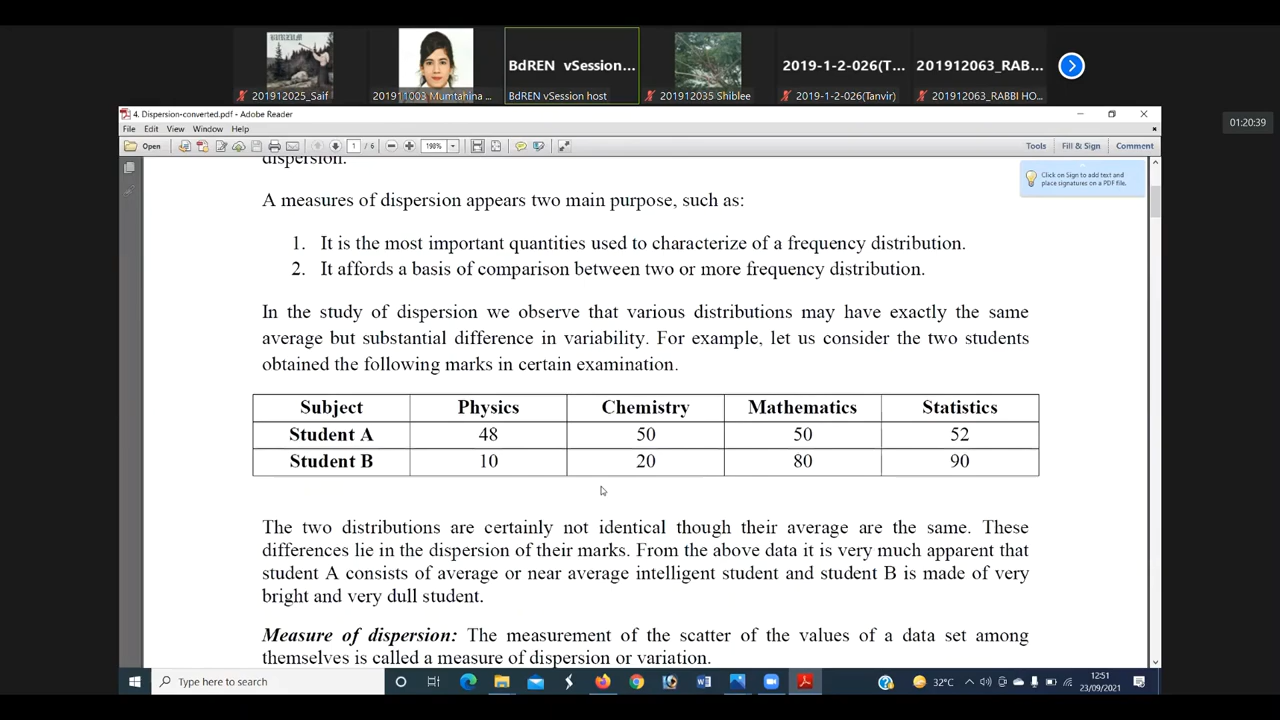 BURZUM
BdREN vSession...
2019-1-2-026(T...
201912063_RAB...
201912025_Saif
201911003 Mumtahina ...
BdREN vSession host
201912035 Shiblee
2019-1-2-026(Tanvir)
201912063_RABBI HO...
01:20:39
4. Dispersion-converted.pdf - Adobe Reader
File Edit View Window Help
Open 1 / 6 198% Tools Fill & Sign Comment
Click on Sign to add text and
place signatures on a PDF file.
dispersion.
A measures of dispersion appears two main purpose, such as:
1. It is the most important quantities used to characterize of a frequency distribution.
2. It affords a basis of comparison between two or more frequency distribution.
In the study of dispersion we observe that various distributions may have exactly the same
average but substantial difference in variability. For example, let us consider the two students
obtained the following marks in certain examination.
Subject Physics Chemistry Mathematics Statistics
Student A 48 50 50 52
Student B 10 20 80 90
The two distributions are certainly not identical though their average are the same. These
differences lie in the dispersion of their marks. From the above data it is very much apparent that
student A consists of average or near average intelligent student and student B is made of very
bright and very dull student.
Measure of dispersion: The measurement of the scatter of the values of a data set among
themselves is called a measure of dispersion or variation.
Type here to search
32°C
12:51
23/09/2021